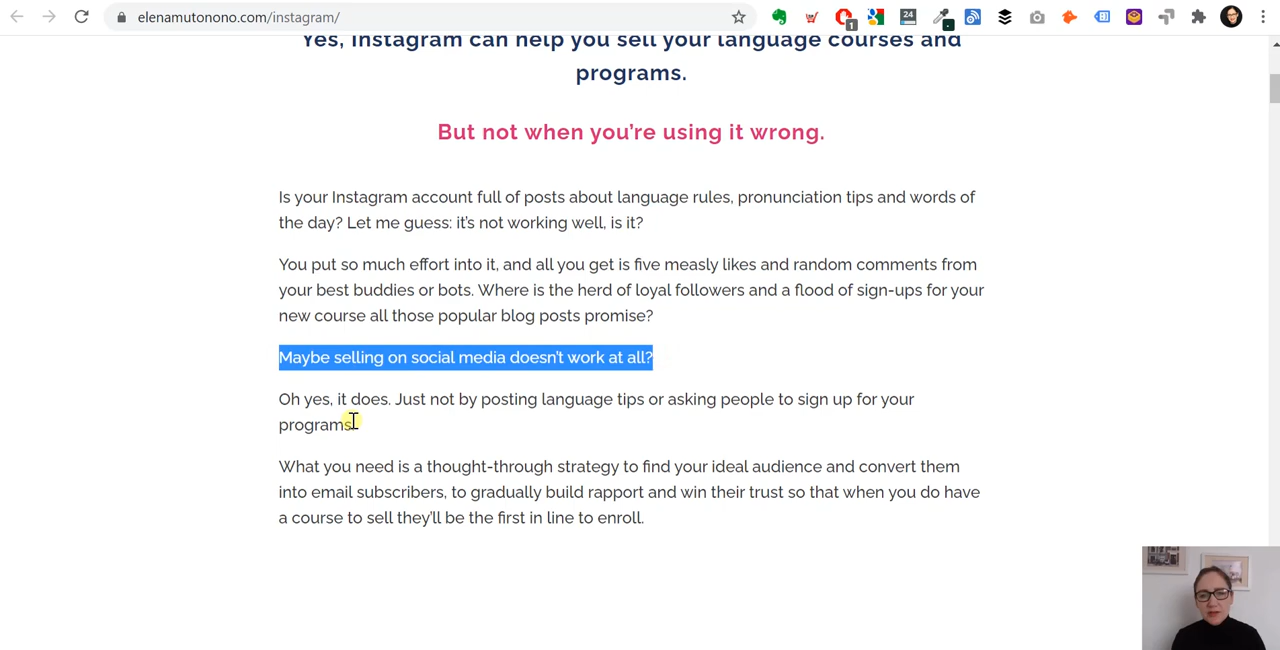 elenamutonono.com/instagram/
1
24
Yes, Instagram can help you sell your language courses and
programs.
But not when you're using it wrong.
Is your Instagram account full of posts about language rules, pronunciation tips and words of
the day? Let me guess: it's not working well, is it?
You put so much effort into it, and all you get is five measly likes and random comments from
your best buddies or bots. Where is the herd of loyal followers and a flood of sign-ups for your
new course all those popular blog posts promise?
Maybe selling on social media doesn't work at all?
Oh yes, it does. Just not by posting language tips or asking people to sign up for your
programs.
What you need is a thought-through strategy to find your ideal audience and convert them
into email subscribers, to gradually build rapport and win their trust so that when you do have
a course to sell they'll be the first in line to enroll.